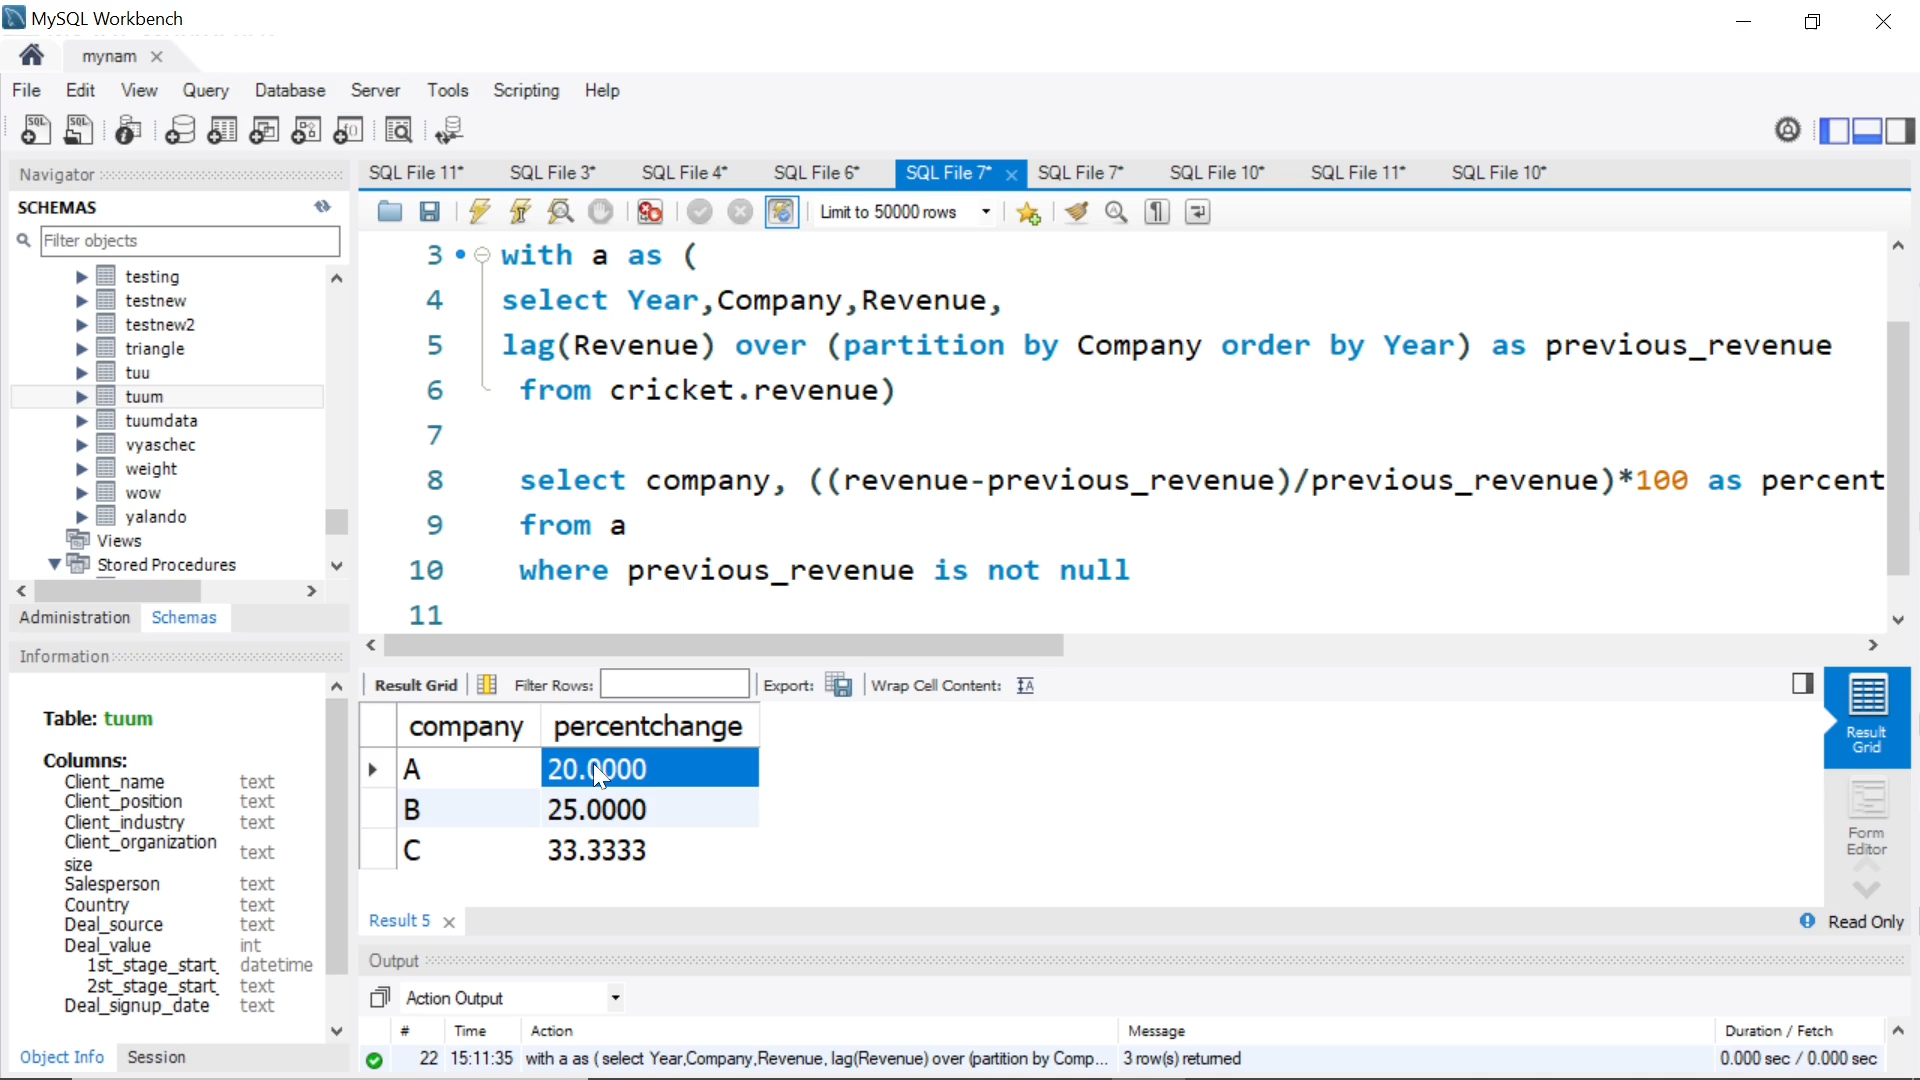 MySQL Workbench
mynam
File Edit View Query Database Server Tools Scripting Help
Navigator
SCHEMAS
Filter objects
testing
testnew
testnew2
triangle
tuu
tuum
tuumdata
vyaschec
weight
wow
yalando
Views
Stored Procedures
Administration Schemas
Information
Table: tuum
Columns:
Client_name text
Client_position text
Client_industry text
Client_organization
size text
Salesperson text
Country text
Deal_source text
Deal_value int
1st_stage_start_ datetime
2st_stage_start_ text
Deal_signup_date text
Object Info Session
SQL File 11* SQL File 3* SQL File 4* SQL File 6* SQL File 7* SQL File 7* SQL File 10* SQL File 11* SQL File 10*
Limit to 50000 rows
3 with a as (
4 select Year,Company,Revenue,
5 lag(Revenue) over (partition by Company order by Year) as previous_revenue
6 from cricket.revenue)
7
8 select company, ((revenue-previous_revenue)/previous_revenue)*100 as percent
9 from a
10 where previous_revenue is not null
11
Result Grid Filter Rows: Export: Wrap Cell Content:
company percentchange
A 20.0000
B 25.0000
C 33.3333
Result Grid
Form Editor
Result 5
Read Only
Output
Action Output
# Time Action Message Duration / Fetch
22 15:11:35 with a as ( select Year,Company,Revenue, lag(Revenue) over (partition by Comp... 3 row(s) returned 0.000 sec / 0.000 sec